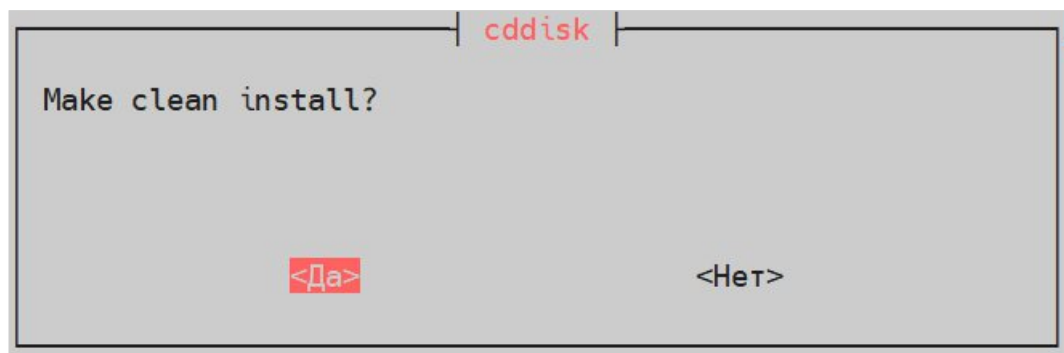 cddisk
Make clean install?
<Да> <Нет>